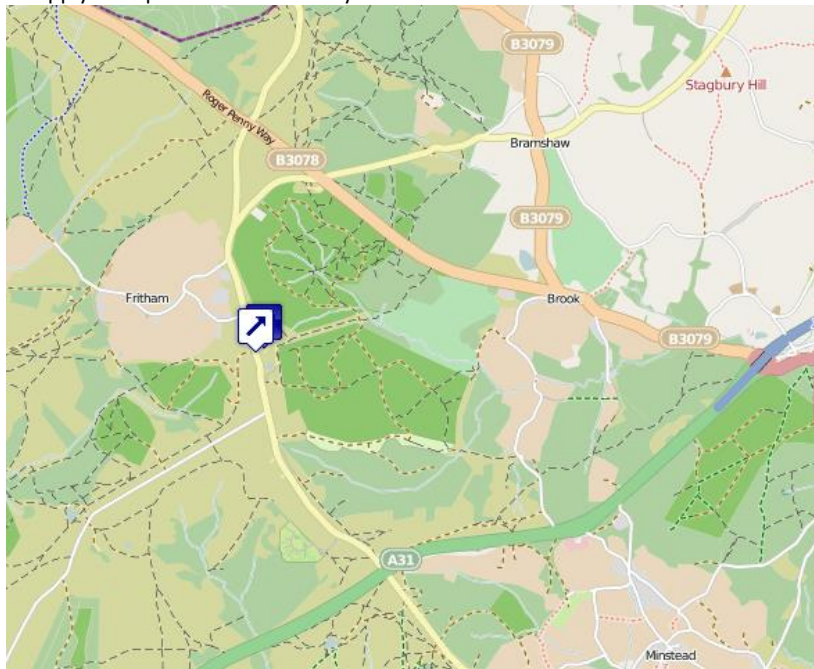 B3079
Stagbury Hill
Roger Penny Way
Bramshaw
B3078
B3079
Fritham
Brook
B3079
A31
Minstead